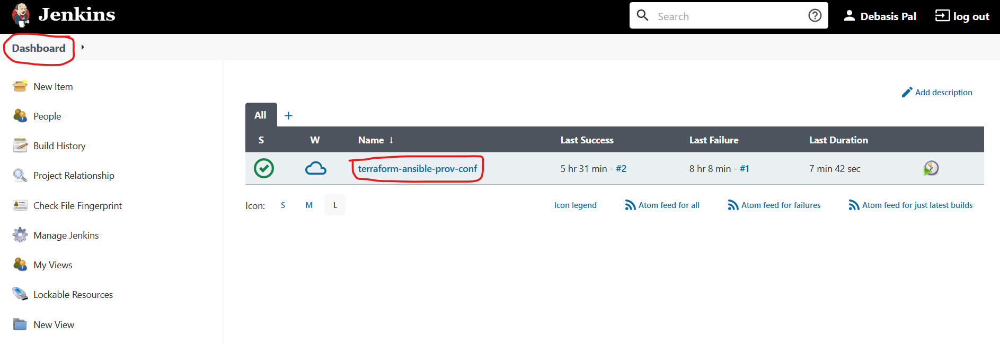 Jenkins
Search
Debasis Pal
log out
Dashboard
New Item
People
Build History
Project Relationship
Check File Fingerprint
Manage Jenkins
My Views
Lockable Resources
New View
Add description
All +
S W Name ↓ Last Success Last Failure Last Duration
terraform-ansible-prov-conf 5 hr 31 min - #2 8 hr 8 min - #1 7 min 42 sec
Icon: S M L Icon legend Atom feed for all Atom feed for failures Atom feed for just latest builds